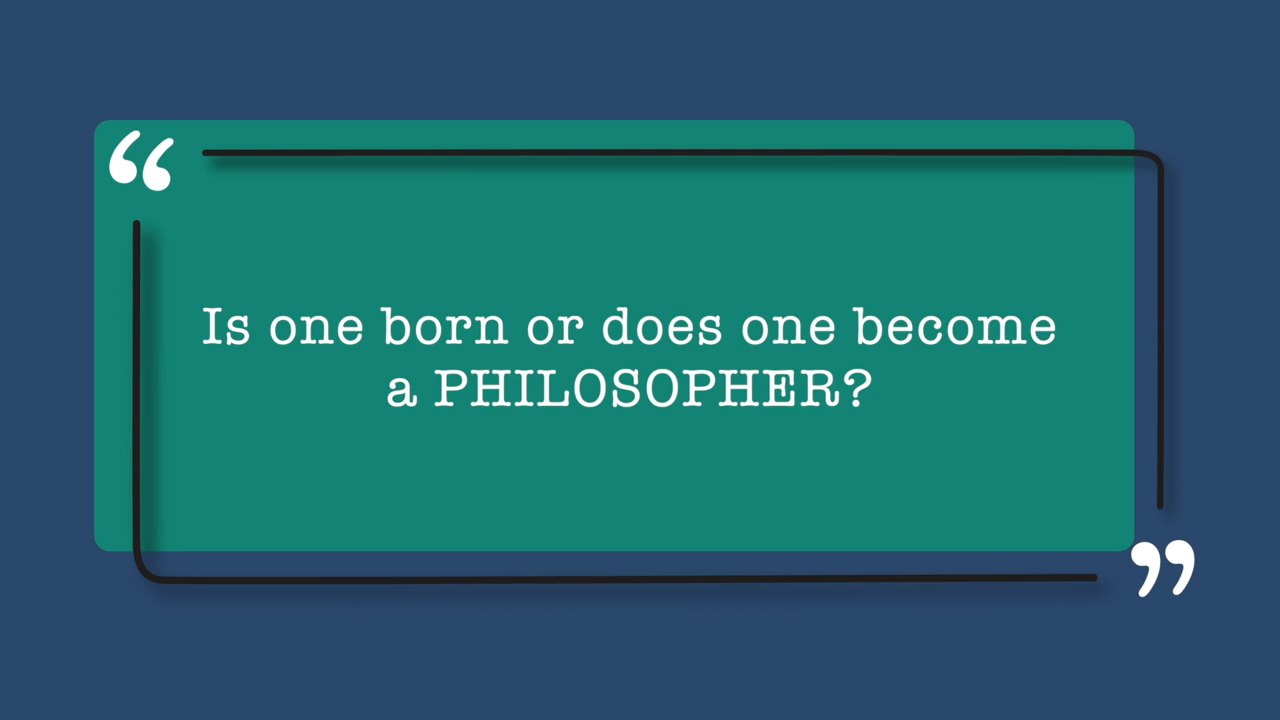 “
Is one born or does one become
a PHILOSOPHER?
”